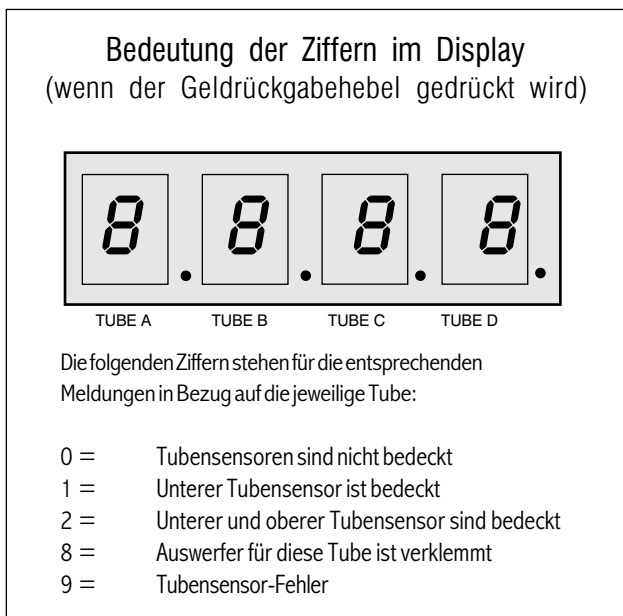 Bedeutung der Ziffern im Display
(wenn der Geldrückgabehebel gedrückt wird)
8. 8. 8. 8.
TUBE A TUBE B TUBE C TUBE D
Die folgenden Ziffern stehen für die entsprechenden
Meldungen in Bezug auf die jeweilige Tube:
0 = Tubensensoren sind nicht bedeckt
1 = Unterer Tubensensor ist bedeckt
2 = Unterer und oberer Tubensensor sind bedeckt
8 = Auswerfer für diese Tube ist verklemmt
9 = Tubensensor-Fehler